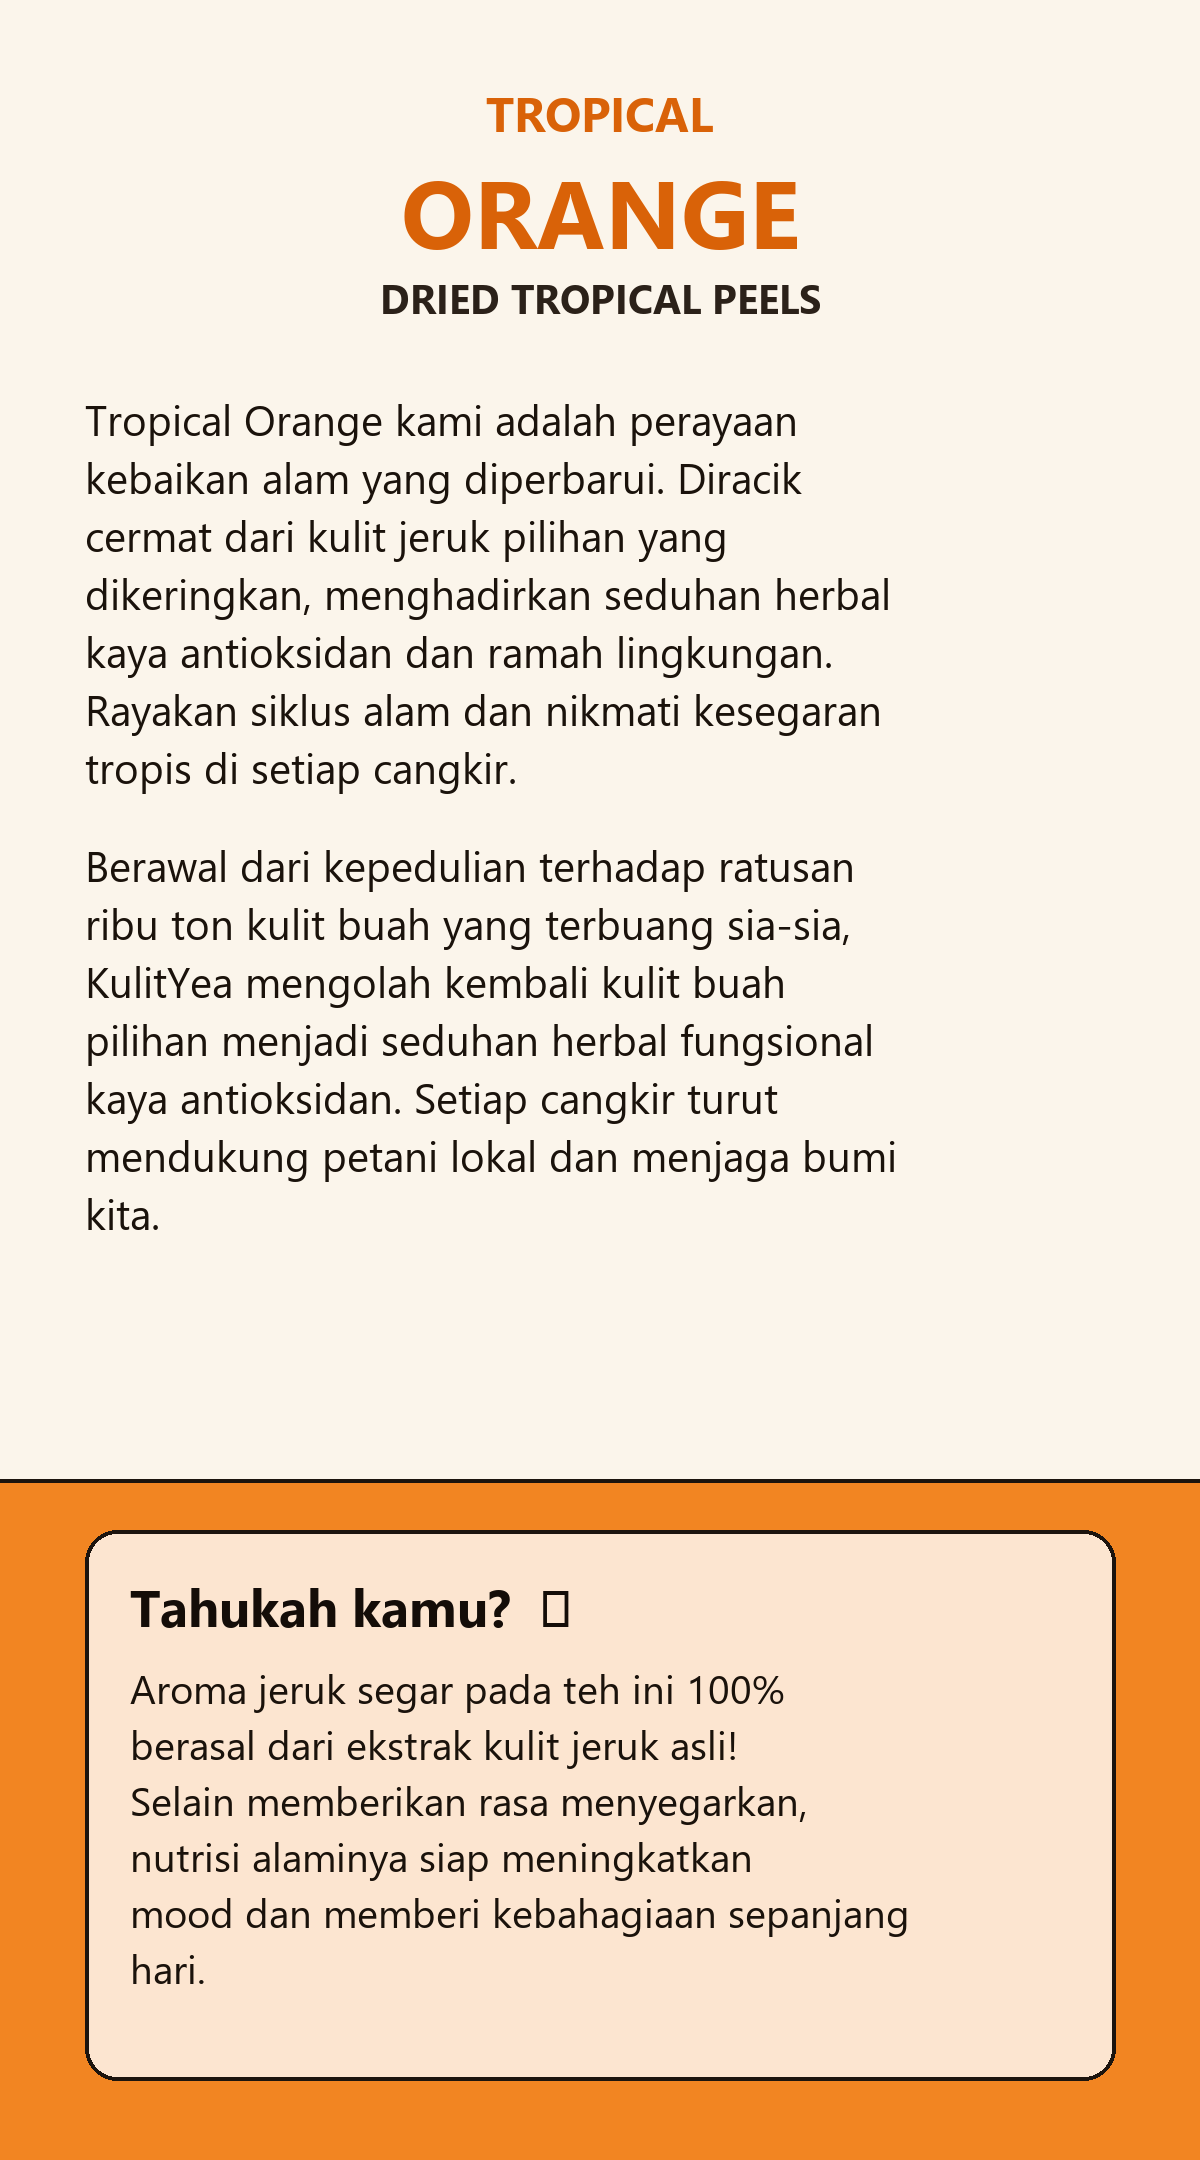 TROPICAL
ORANGE
DRIED TROPICAL PEELS
Tropical Orange kami adalah perayaan
kebaikan alam yang diperbarui. Diracik
cermat dari kulit jeruk pilihan yang
dikeringkan, menghadirkan seduhan herbal
kaya antioksidan dan ramah lingkungan.
Rayakan siklus alam dan nikmati kesegaran
tropis di setiap cangkir.
Berawal dari kepedulian terhadap ratusan
ribu ton kulit buah yang terbuang sia-sia,
KulitYea mengolah kembali kulit buah
pilihan menjadi seduhan herbal fungsional
kaya antioksidan. Setiap cangkir turut
mendukung petani lokal dan menjaga bumi
kita.
Tahukah kamu?
Aroma jeruk segar pada teh ini 100%
berasal dari ekstrak kulit jeruk asli!
Selain memberikan rasa menyegarkan,
nutrisi alaminya siap meningkatkan
mood dan memberi kebahagiaan sepanjang
hari.